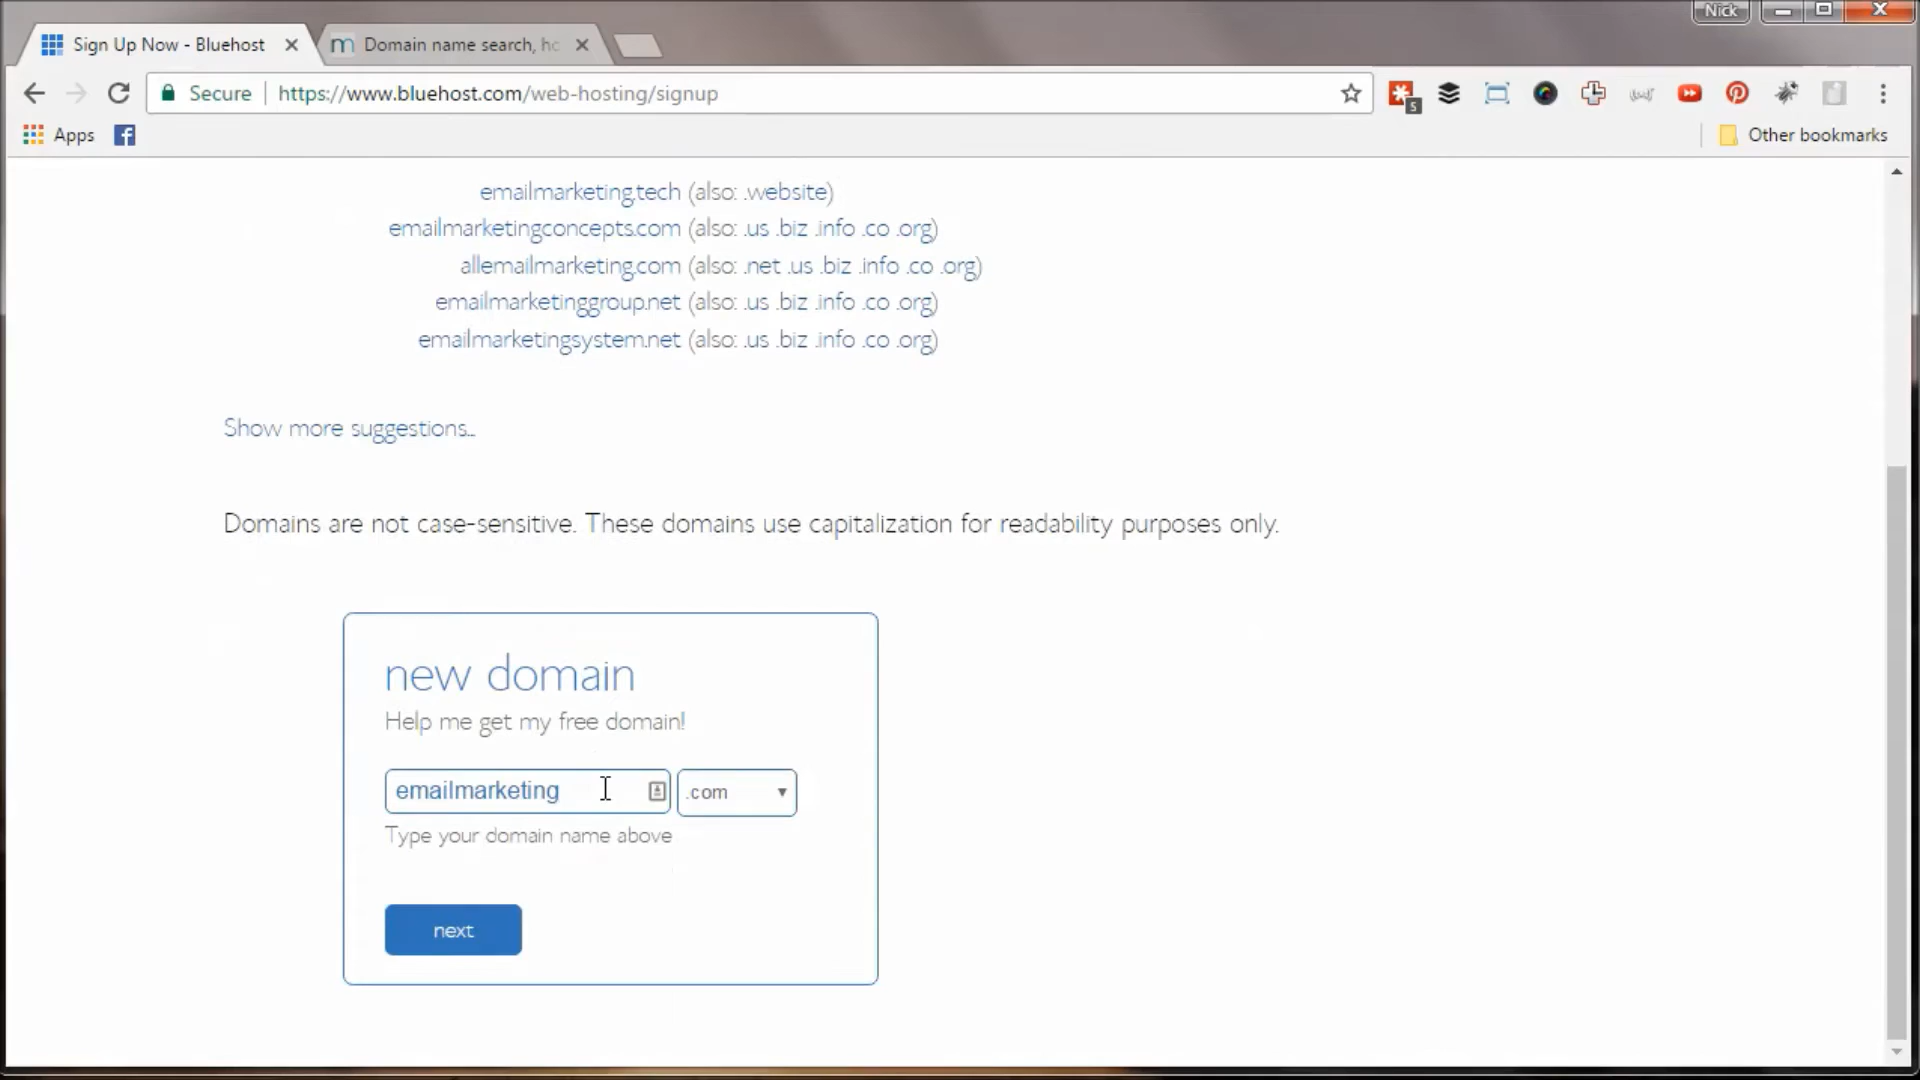 Nick
Sign Up Now - Bluehost
Domain name search, ho
Secure
https://www.bluehost.com/web-hosting/signup
5
Apps
Other bookmarks
emailmarketing.tech (also: .website)
emailmarketingconcepts.com (also: .us .biz .info .co .org)
allemailmarketing.com (also: .net .us .biz .info .co .org)
emailmarketinggroup.net (also: .us .biz .info .co .org)
emailmarketingsystem.net (also: .us .biz .info .co .org)
Show more suggestions...
Domains are not case-sensitive. These domains use capitalization for readability purposes only.
new domain
Help me get my free domain!
emailmarketing
.com
Type your domain name above
next